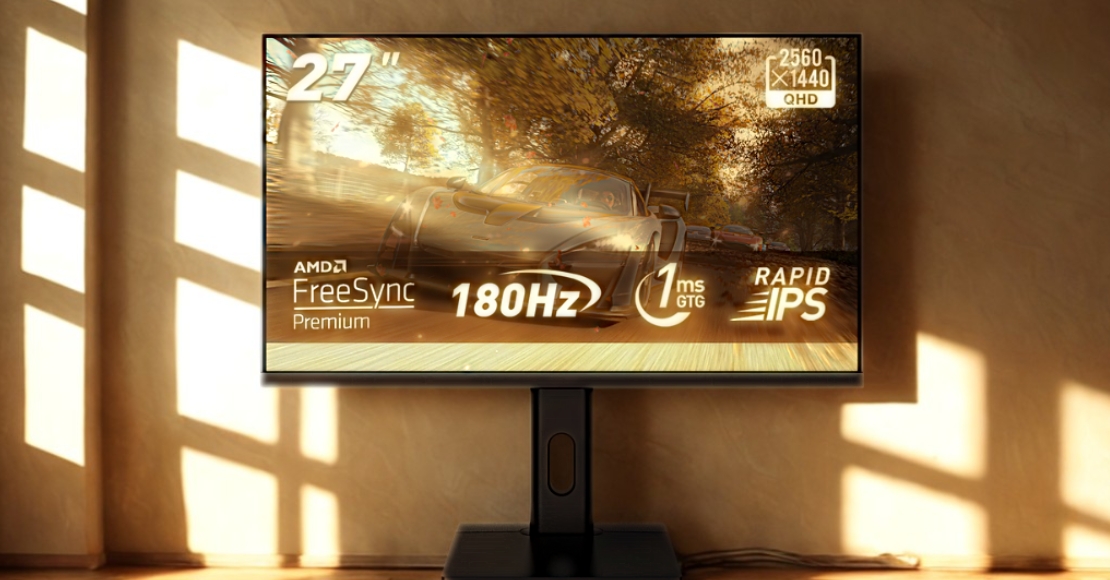 27"
2560
×1440
QHD
AMD
FreeSync
Premium
180Hz
1ms
GTG
RAPID
IPS